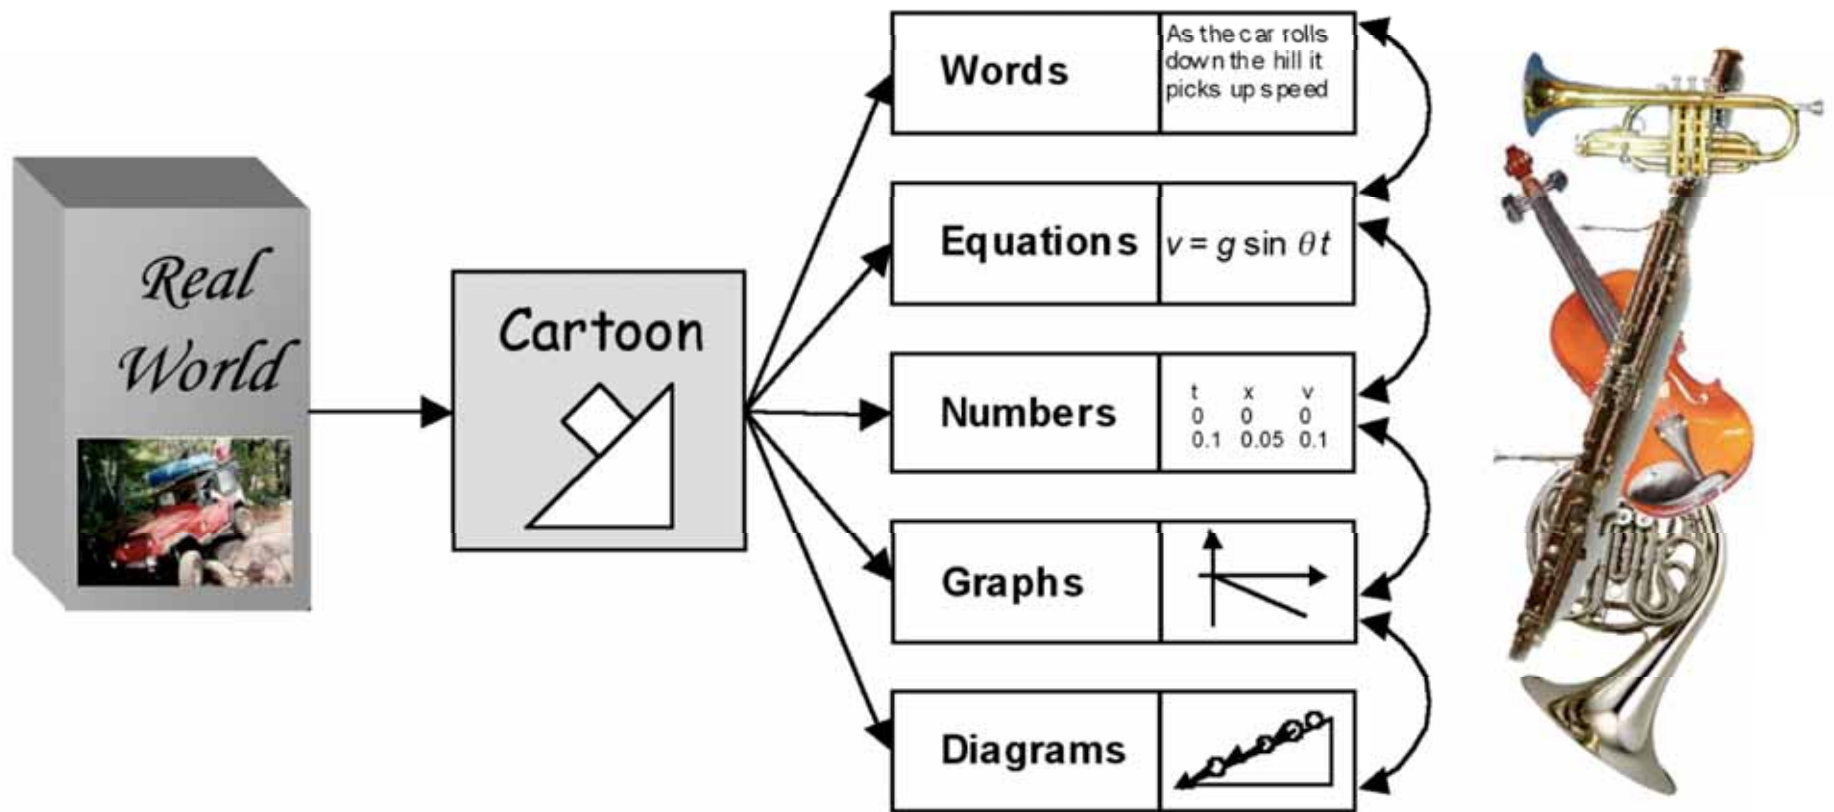 Real
World
Cartoon
Words
As the car rolls
down the hill it
picks up speed
Equations
v = g sin θ t
Numbers
t x v
0 0 0
0.1 0.05 0.1
Graphs
Diagrams